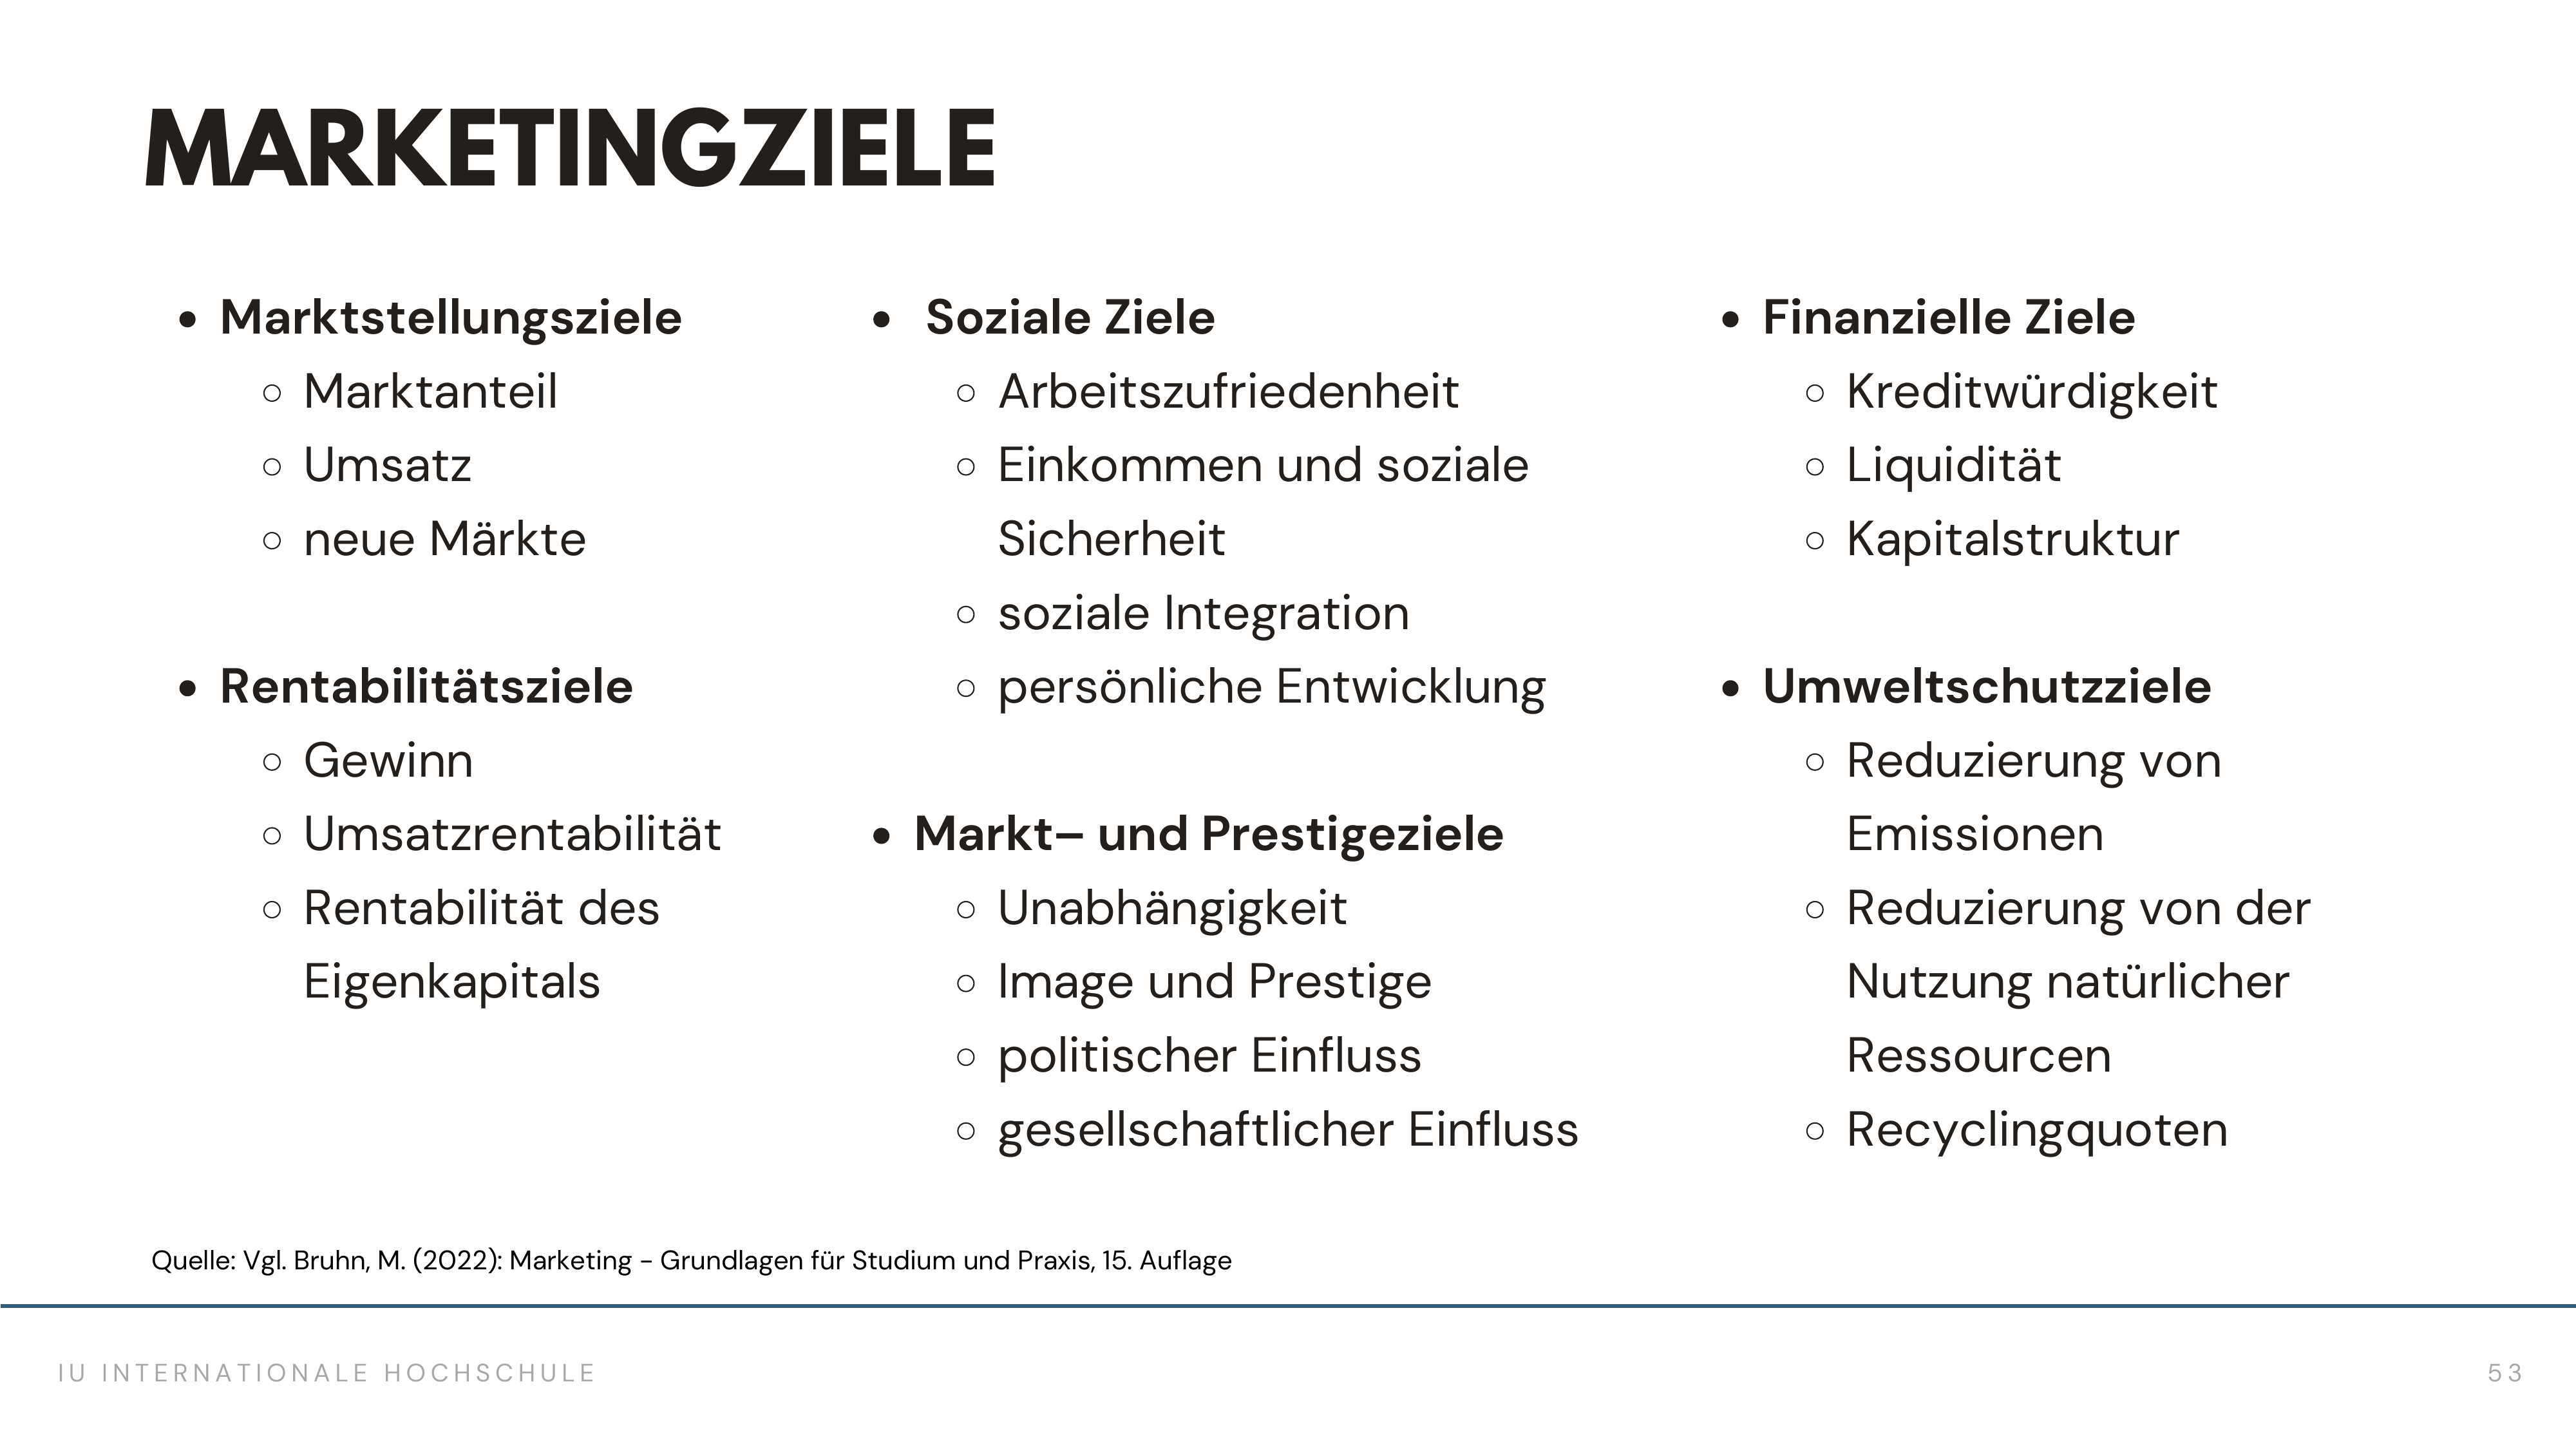 MARKETINGZIELE
• Marktstellungsziele
○ Marktanteil
○ Umsatz
○ neue Märkte
• Rentabilitätsziele
○ Gewinn
○ Umsatzrentabilität
○ Rentabilität des
Eigenkapitals
• Soziale Ziele
○ Arbeitszufriedenheit
○ Einkommen und soziale
Sicherheit
○ soziale Integration
○ persönliche Entwicklung
• Markt– und Prestigeziele
○ Unabhängigkeit
○ Image und Prestige
○ politischer Einfluss
○ gesellschaftlicher Einfluss
• Finanzielle Ziele
○ Kreditwürdigkeit
○ Liquidität
○ Kapitalstruktur
• Umweltschutzziele
○ Reduzierung von
Emissionen
○ Reduzierung von der
Nutzung natürlicher
Ressourcen
○ Recyclingquoten
Quelle: Vgl. Bruhn, M. (2022): Marketing - Grundlagen für Studium und Praxis, 15. Auflage
IU INTERNATIONALE HOCHSCHULE
53